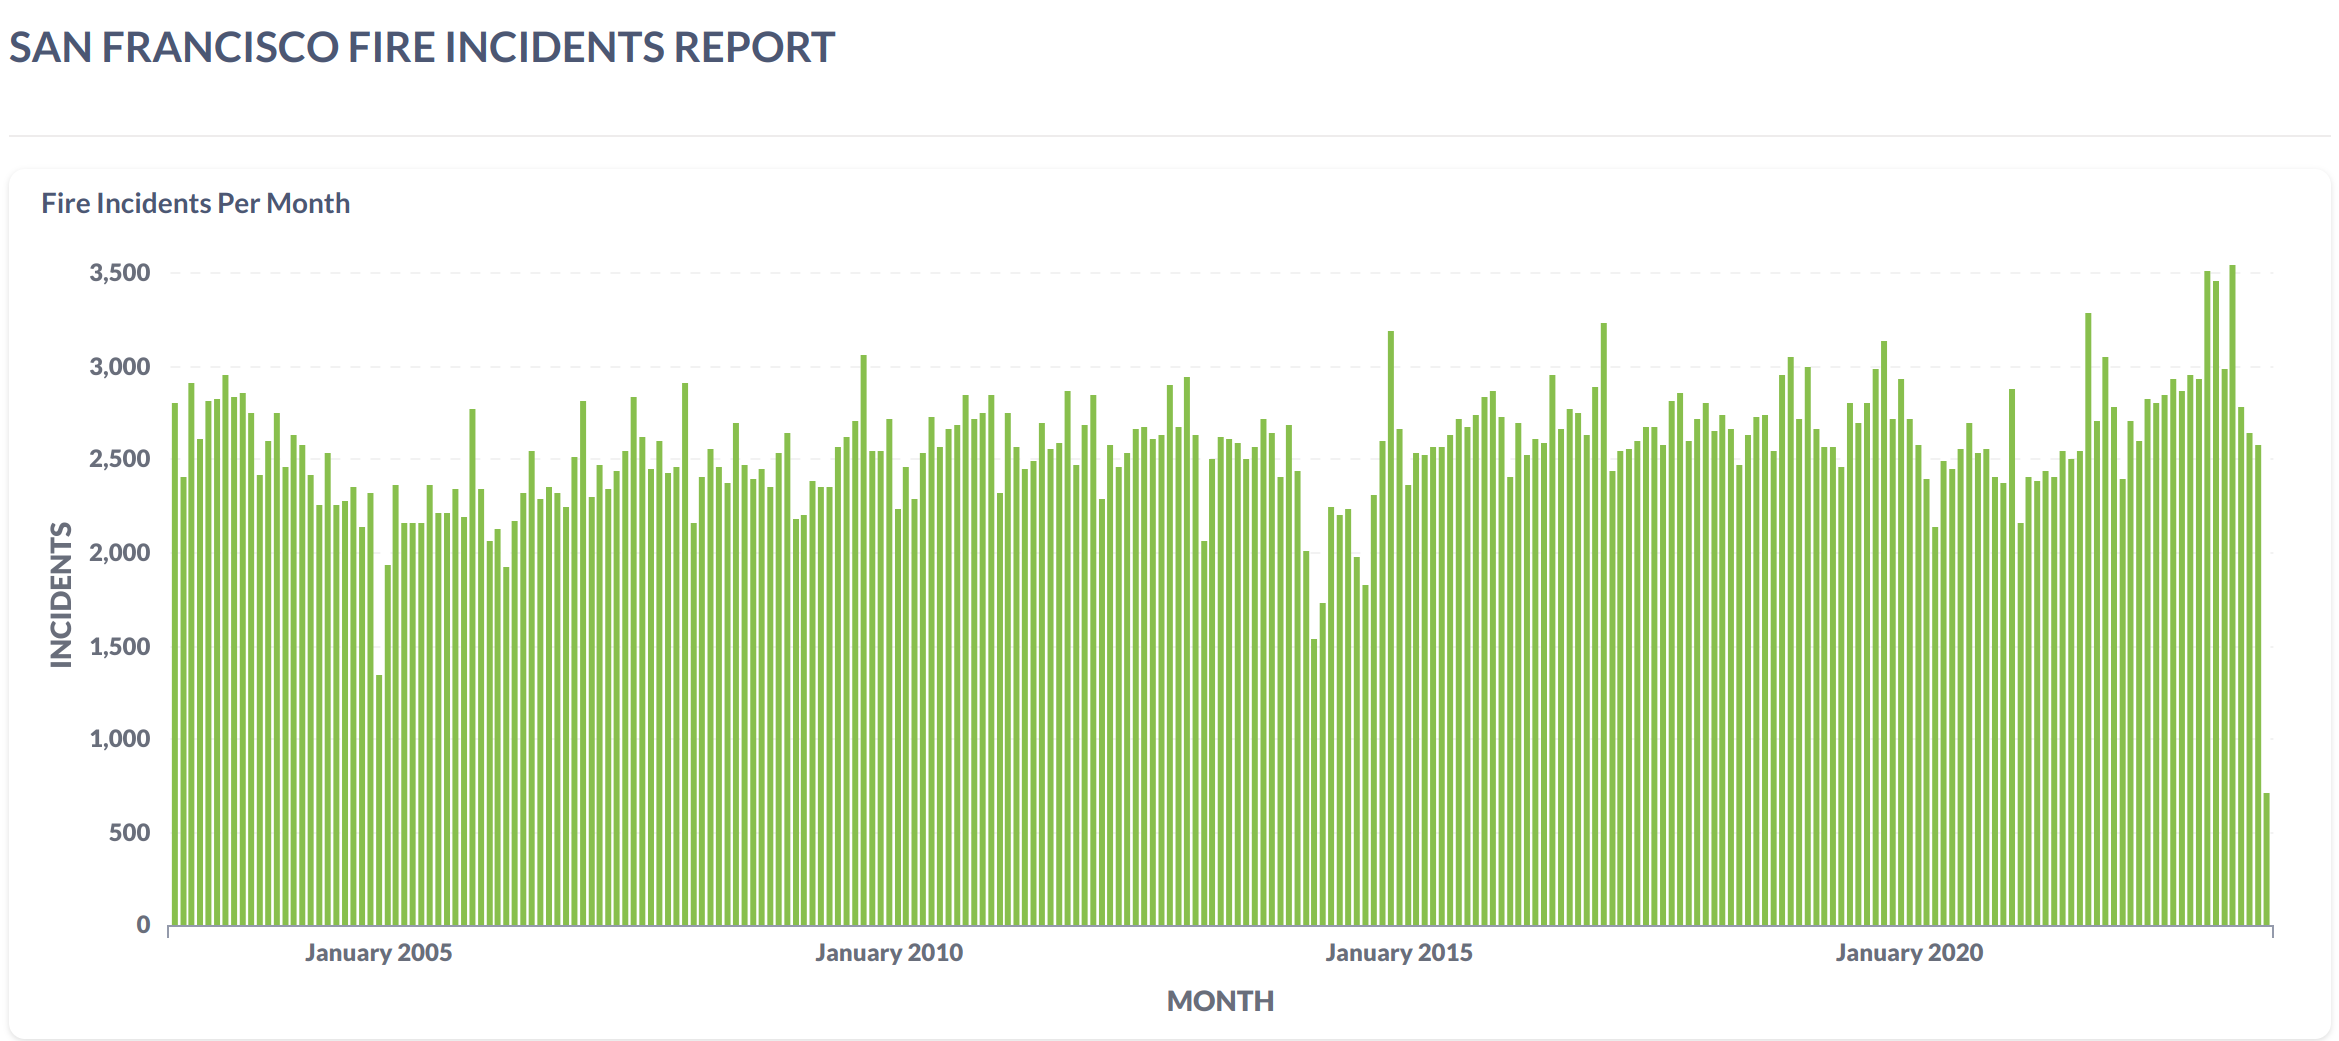 SAN FRANCISCO FIRE INCIDENTS REPORT
Fire Incidents Per Month
3,500
3,000
2,500
2,000
1,500
1,000
500
0
INCIDENTS
January 2005
January 2010
January 2015
January 2020
MONTH